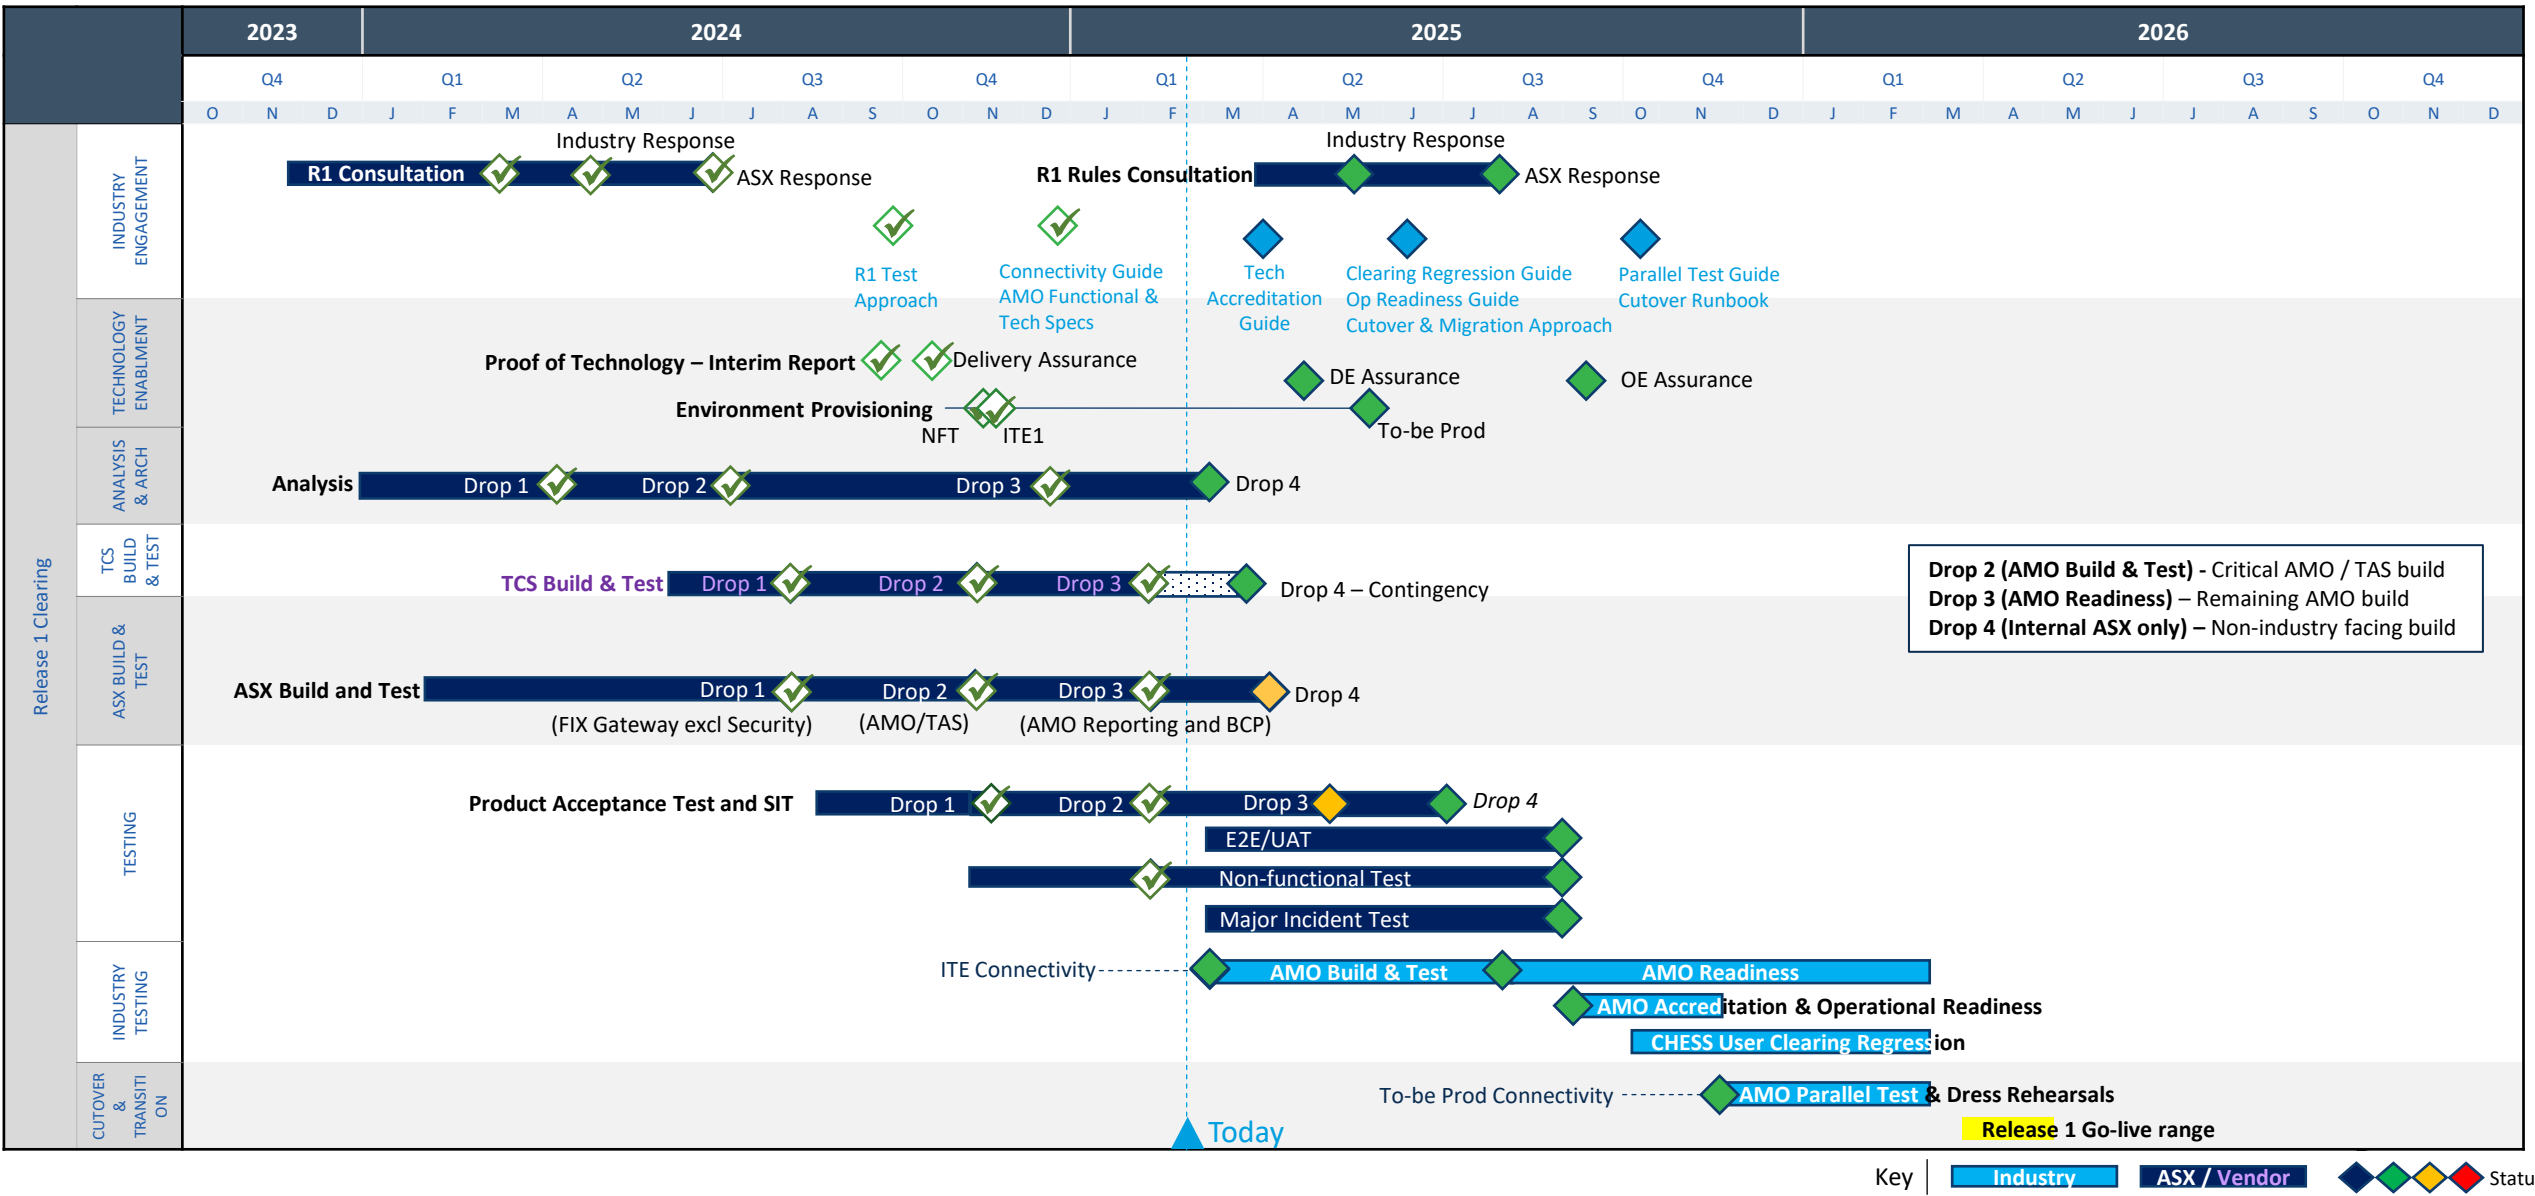 2023
2024
2025
2026
Q4
Q1
Q2
Q3
Q4
Q1
Q2
Q3
Q4
Q1
Q2
Q3
Q4
O N D J F M A M J J A S O N D J F M A M J J A S O N D J F M A M J J A S O N D
Release 1 Clearing
INDUSTRY
ENGAGEMENT
Industry Response
R1 Consultation
ASX Response
Industry Response
R1 Rules Consultation
ASX Response
R1 Test
Approach
Connectivity Guide
AMO Functional &
Tech Specs
Tech
Accreditation
Guide
Clearing Regression Guide
Op Readiness Guide
Cutover & Migration Approach
Parallel Test Guide
Cutover Runbook
TECHNOLOGY
ENABLMENT
Proof of Technology – Interim Report
Delivery Assurance
DE Assurance
OE Assurance
Environment Provisioning
NFT
ITE1
To-be Prod
ANALYSIS
& ARCH
Analysis
Drop 1
Drop 2
Drop 3
Drop 4
TCS
BUILD
& TEST
TCS Build & Test
Drop 1
Drop 2
Drop 3
Drop 4 – Contingency
Drop 2 (AMO Build & Test) - Critical AMO / TAS build
Drop 3 (AMO Readiness) – Remaining AMO build
Drop 4 (Internal ASX only) – Non-industry facing build
ASX BUILD &
TEST
ASX Build and Test
Drop 1
Drop 2
Drop 3
Drop 4
(FIX Gateway excl Security)
(AMO/TAS)
(AMO Reporting and BCP)
TESTING
Product Acceptance Test and SIT
Drop 1
Drop 2
Drop 3
Drop 4
E2E/UAT
Non-functional Test
Major Incident Test
INDUSTRY
TESTING
ITE Connectivity
AMO Build & Test
AMO Readiness
AMO Accreditation & Operational Readiness
CHESS User Clearing Regression
CUTOVER
&
TRANSITI
ON
To-be Prod Connectivity
AMO Parallel Test & Dress Rehearsals
Today
Release 1 Go-live range
Key
Industry
ASX / Vendor
Statu